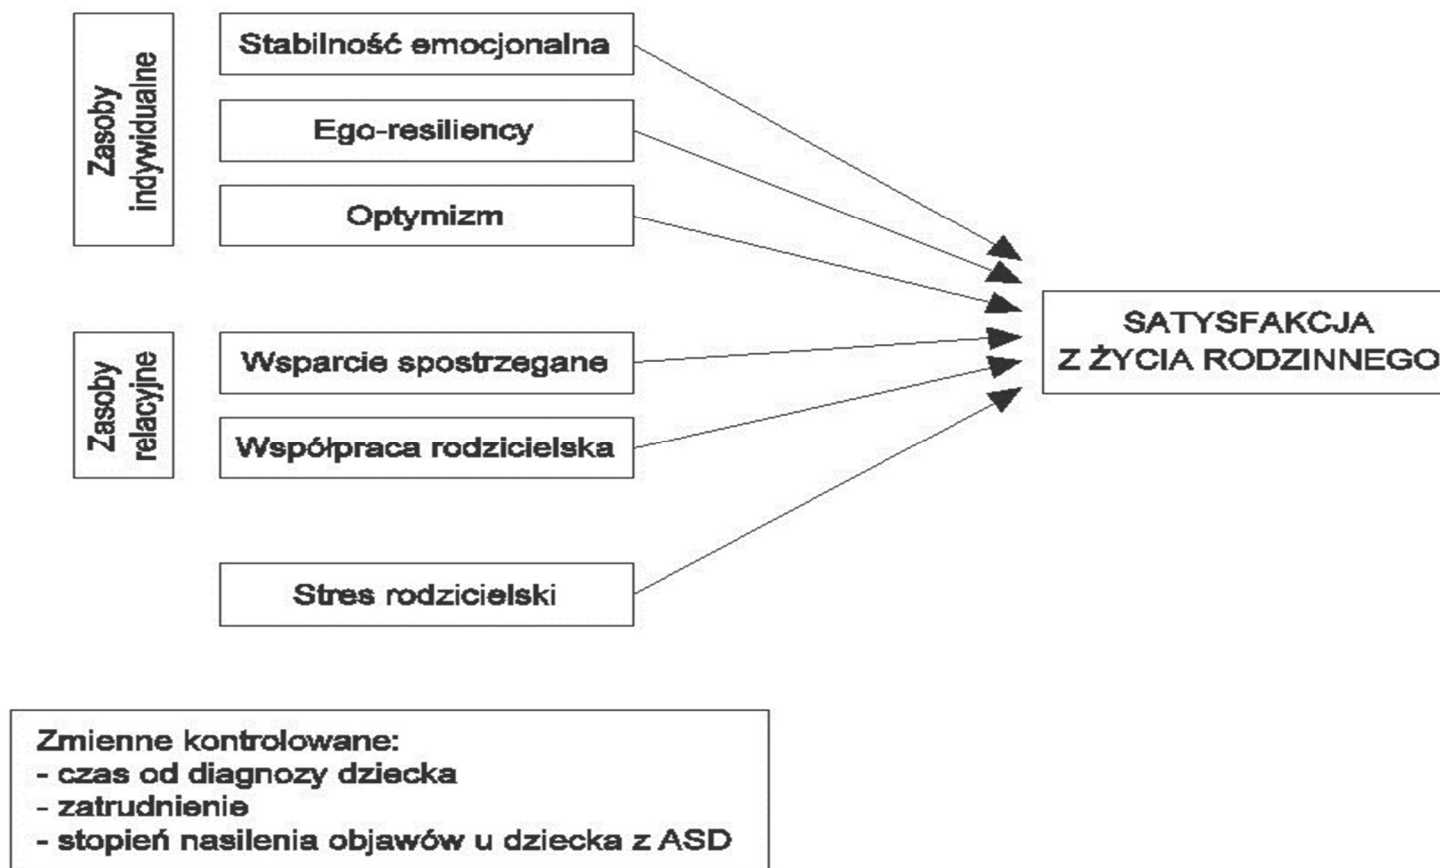 Zasoby
indywidualne
Stabilność emocjonalna
Ego-resiliency
Optymizm
Zasoby
relacyjne
Wsparcie spostrzegane
Współpraca rodzicielska
Stres rodzicielski
SATYSFAKCJA
Z ŻYCIA RODZINNEGO
Zmienne kontrolowane:
- czas od diagnozy dziecka
- zatrudnienie
- stopień nasilenia objawów u dziecka z ASD